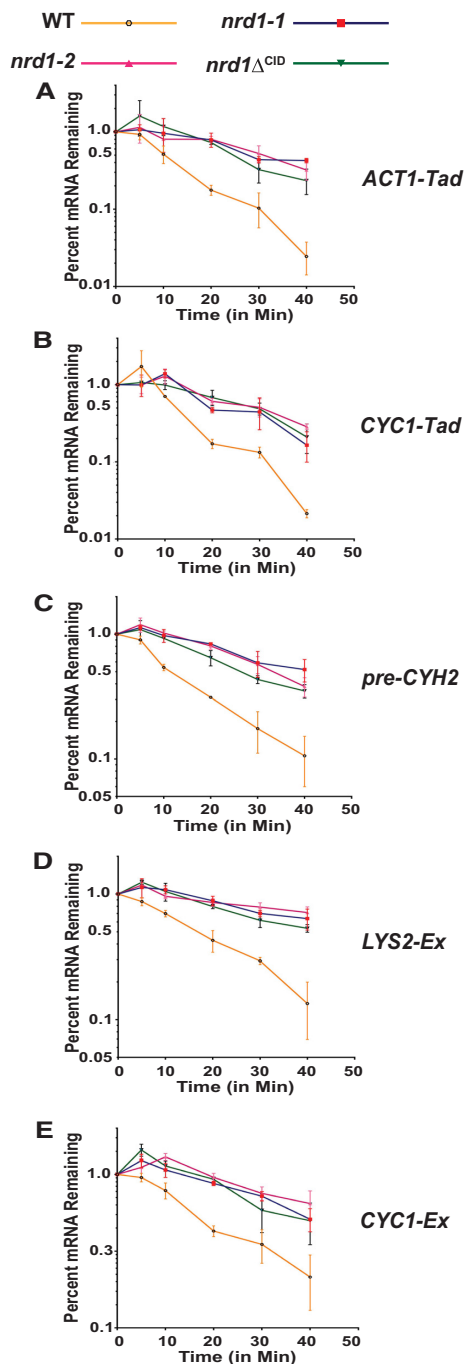 WT nrd1-1
nrd1-2 nrd1Δ^CID
A
Percent mRNA Remaining
1.0
0.5
0.1
0.01
0 10 20 30 40 50
Time (in Min)
ACT1-Tad
B
Percent mRNA Remaining
1.0
0.5
0.1
0.01
0 10 20 30 40 50
Time (in Min)
CYC1-Tad
C
Percent mRNA Remaining
1.0
0.5
0.1
0.05
0 10 20 30 40 50
Time (in Min)
pre-CYH2
D
Percent mRNA Remaining
1.0
0.5
0.1
0.05
0 10 20 30 40 50
Time (in Min)
LYS2-Ex
E
Percent mRNA Remaining
1.0
0.3
0.1
0 10 20 30 40 50
Time (in Min)
CYC1-Ex